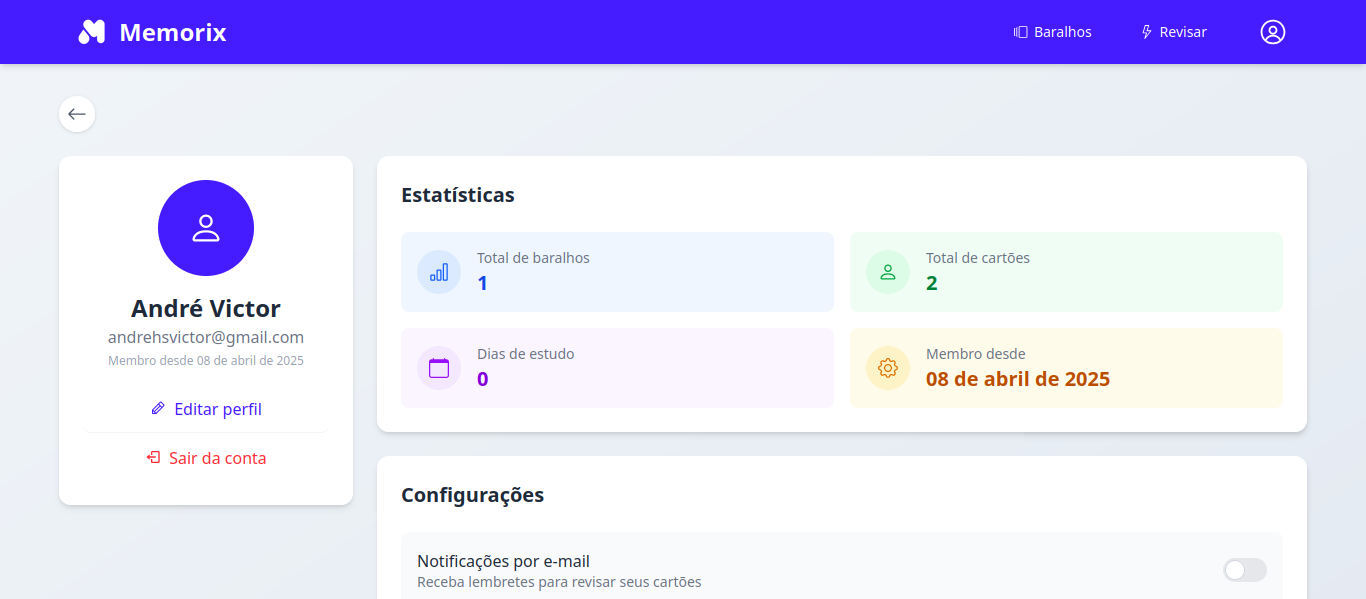 Memorix
Baralhos
Revisar
André Victor
andrehsvictor@gmail.com
Membro desde 08 de abril de 2025
Editar perfil
Sair da conta
Estatísticas
Total de baralhos
1
Total de cartões
2
Dias de estudo
0
Membro desde
08 de abril de 2025
Configurações
Notificações por e-mail
Receba lembretes para revisar seus cartões